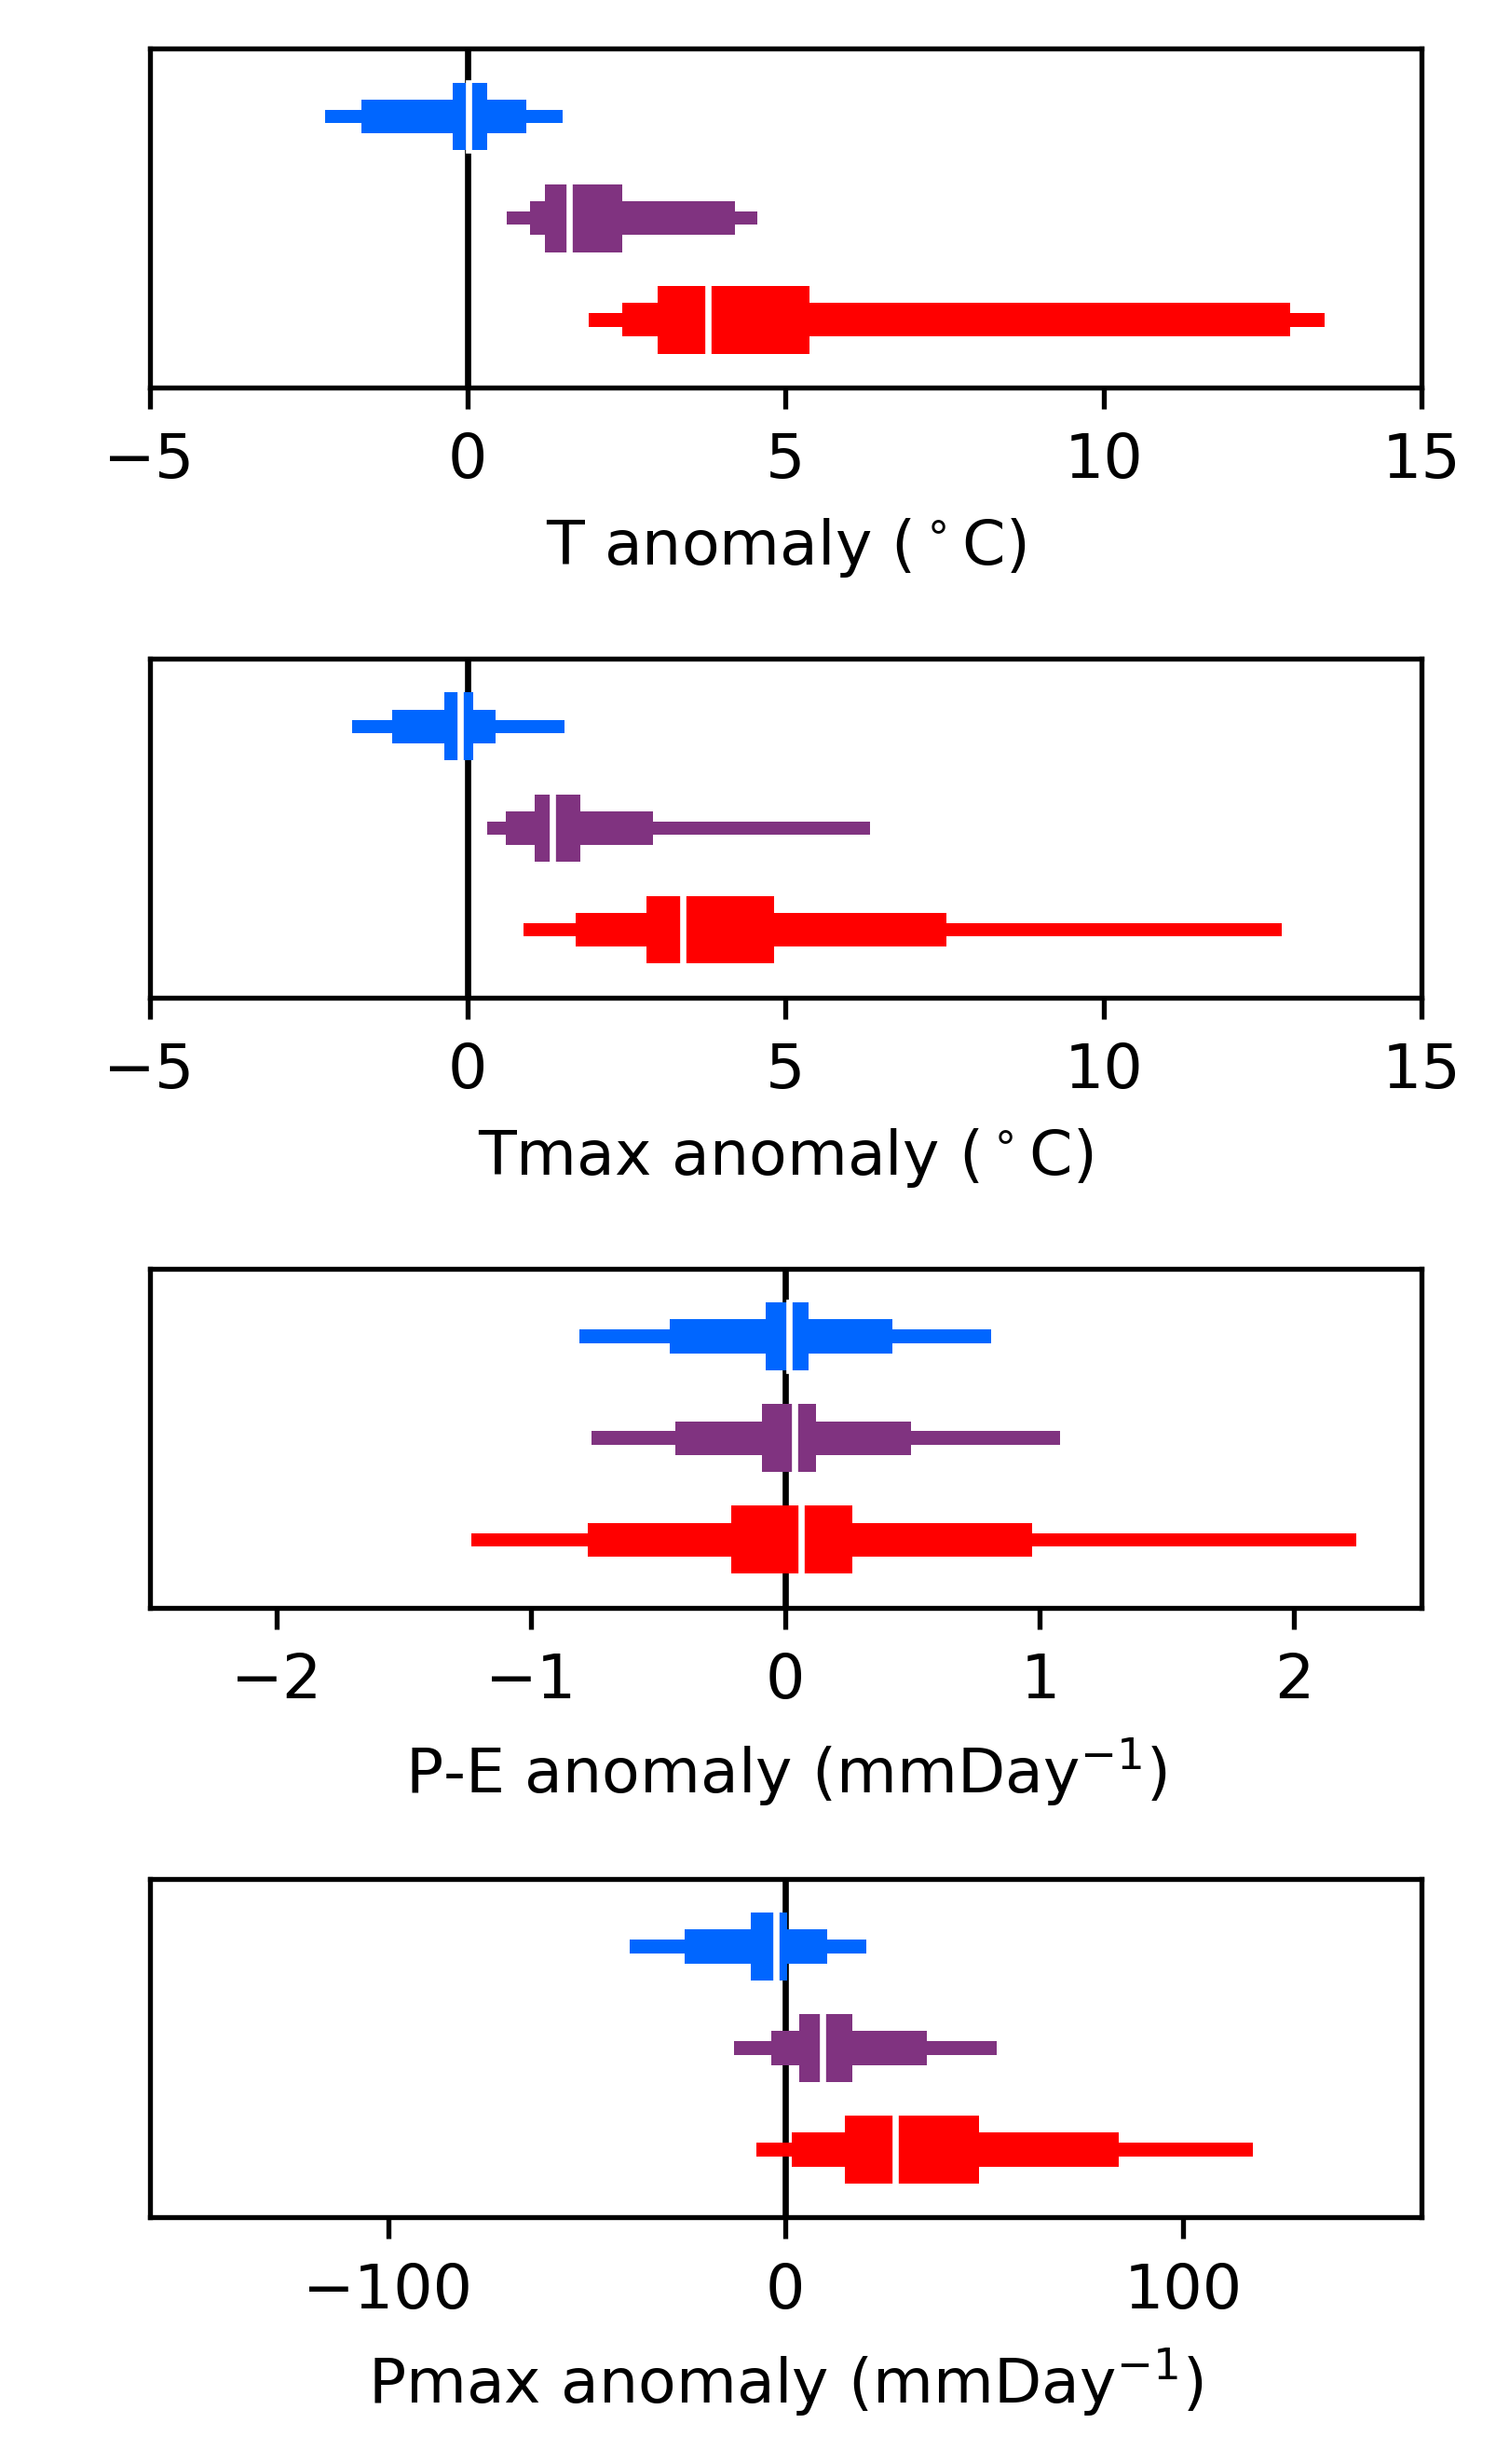 −5 0 5 10 15
T anomaly (°C)
−5 0 5 10 15
Tmax anomaly (°C)
−2 −1 0 1 2
P-E anomaly (mmDay⁻¹)
−100 0 100
Pmax anomaly (mmDay⁻¹)